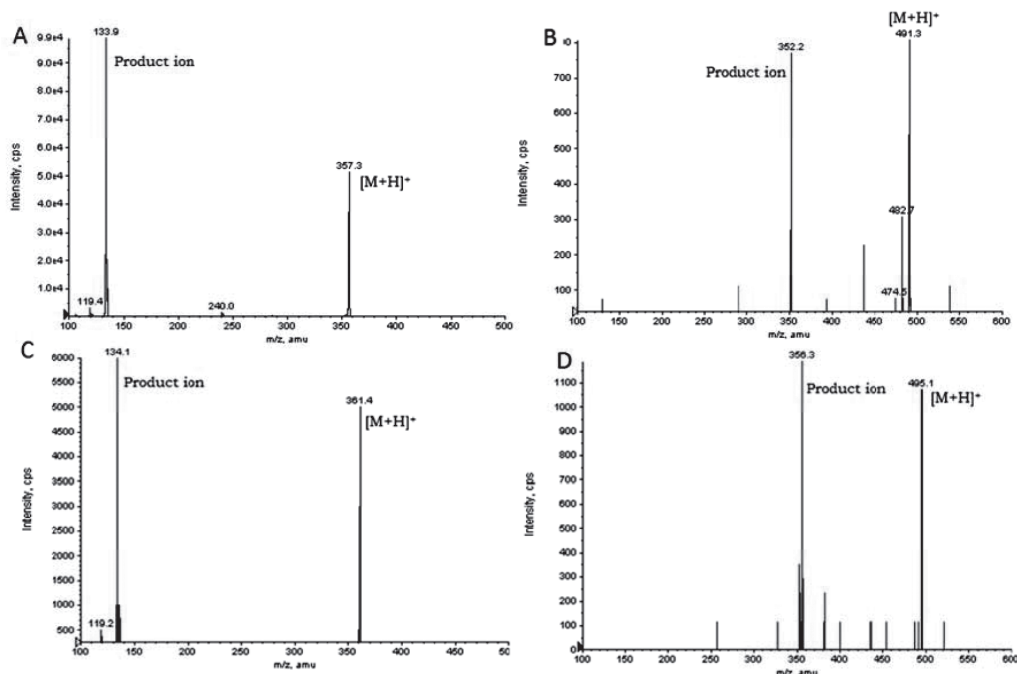 A
133.9
9.9e4
Product ion
9.0e4
8.0e4
7.0e4
6.0e4
357.3
5.0e4
[M+H]⁺
4.0e4
3.0e4
2.0e4
1.0e4
119.4
240.0
100 150 200 250 300 350 400 450 500
Intensity, cps
m/z, amu
B
[M+H]⁺
491.3
352.2
Product ion
700
600
500
400
300
200
100
482.7
474.5
100 150 200 250 300 350 400 450 500 550 600
Intensity, cps
m/z, amu
C
134.1
6000
Product ion
5500
5000
361.4
[M+H]⁺
4500
4000
3500
3000
2500
2000
1500
1000
500
119.2
100 150 200 250 300 350 400 450 500
Intensity, cps
m/z, amu
D
356.3
Product ion
495.1
[M+H]⁺
1100
1000
900
800
700
600
500
400
300
200
100
100 150 200 250 300 350 400 450 500 550 600
Intensity, cps
m/z, amu